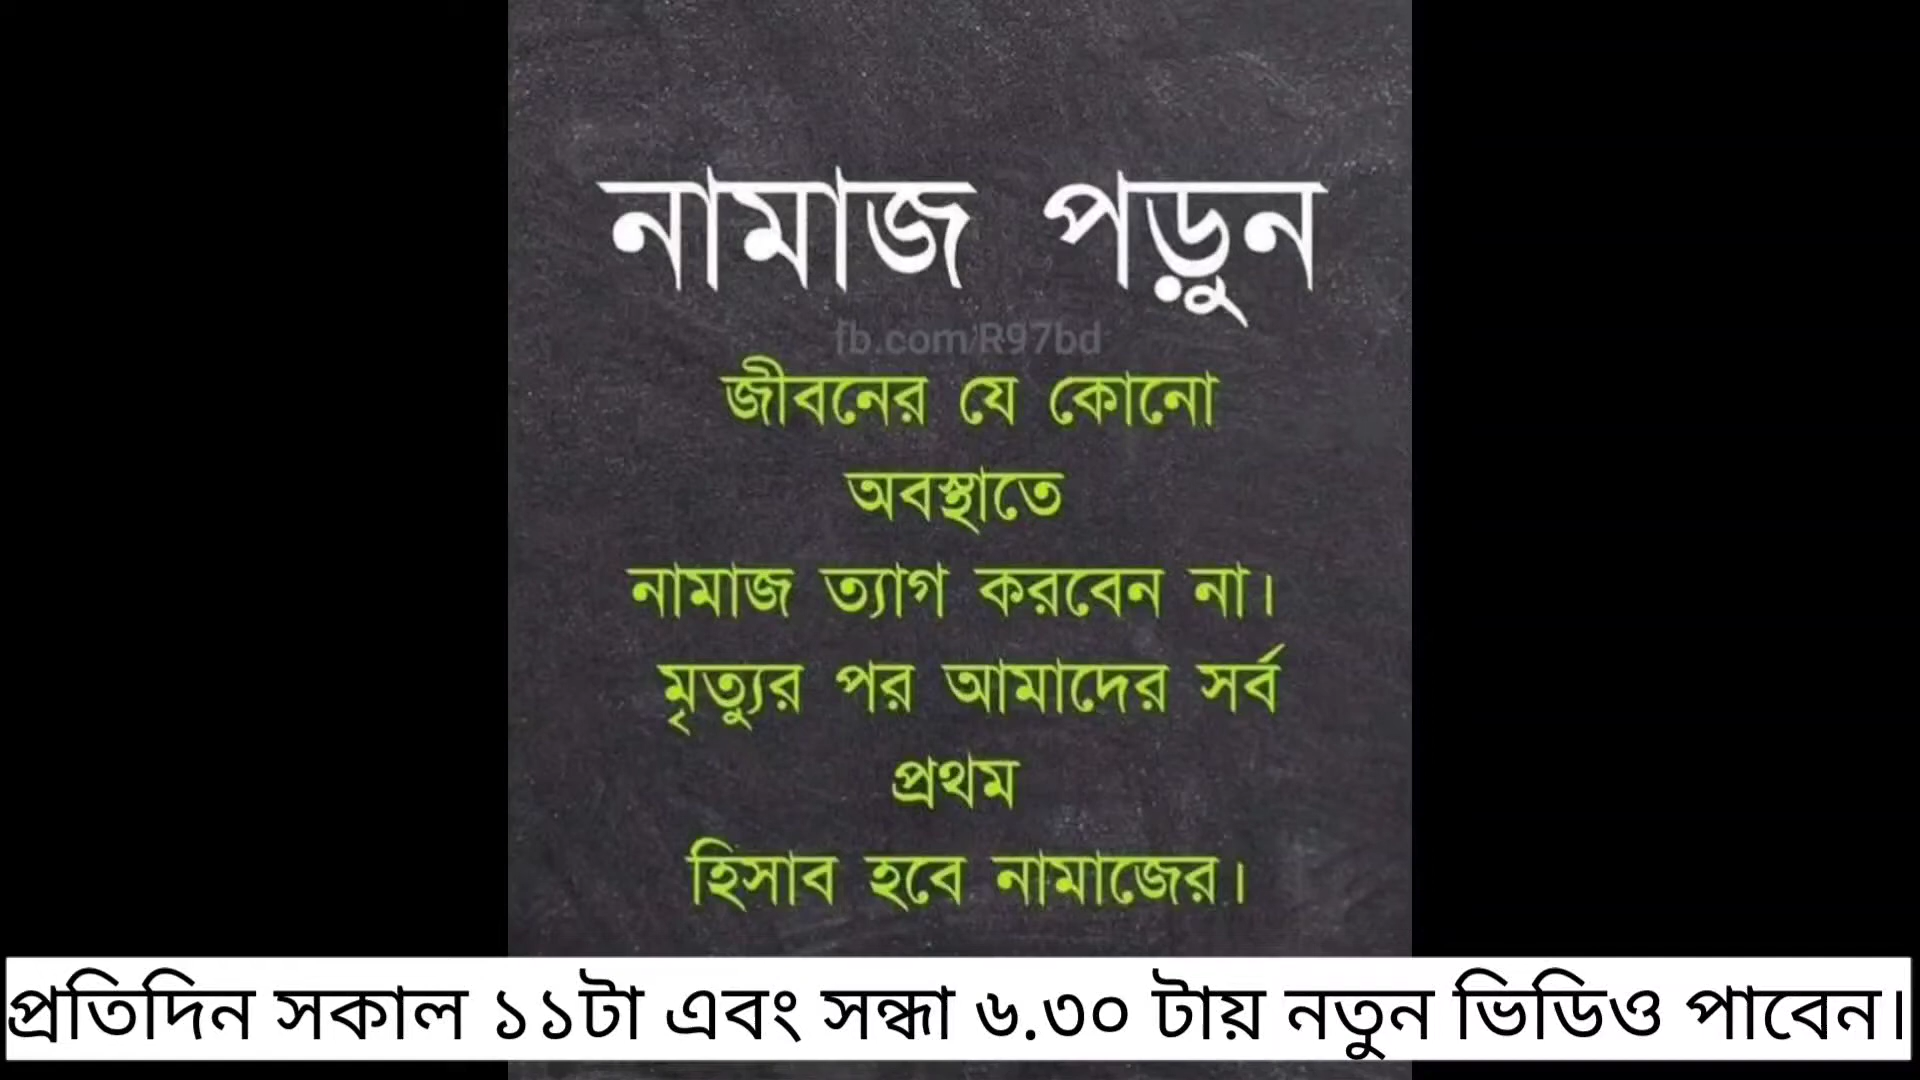 নামাজ পড়ুন
fb.com/R97bd
জীবনের যে কোনো
অবস্থাতে
নামাজ ত্যাগ করবেন না।
মৃত্যুর পর আমাদের সর্ব
প্রথম
হিসাব হবে নামাজের।
প্রতিদিন সকাল ১১টা এবং সন্ধা ৬.৩০ টায় নতুন ভিডিও পাবেন।